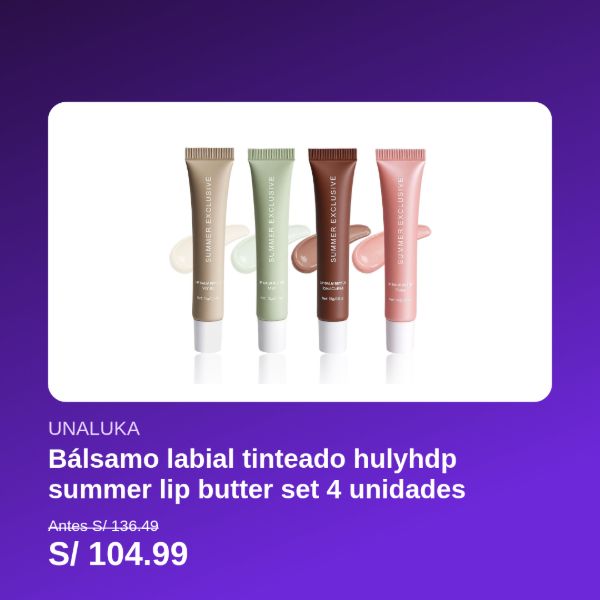 SUMMER EXCLUSIVE
SUMMER EXCLUSIVE
SUMMER EXCLUSIVE
SUMMER EXCLUSIVE
UNALUKA
Bálsamo labial tinteado hulyhdp
summer lip butter set 4 unidades
Antes S/ 136.49
S/ 104.99